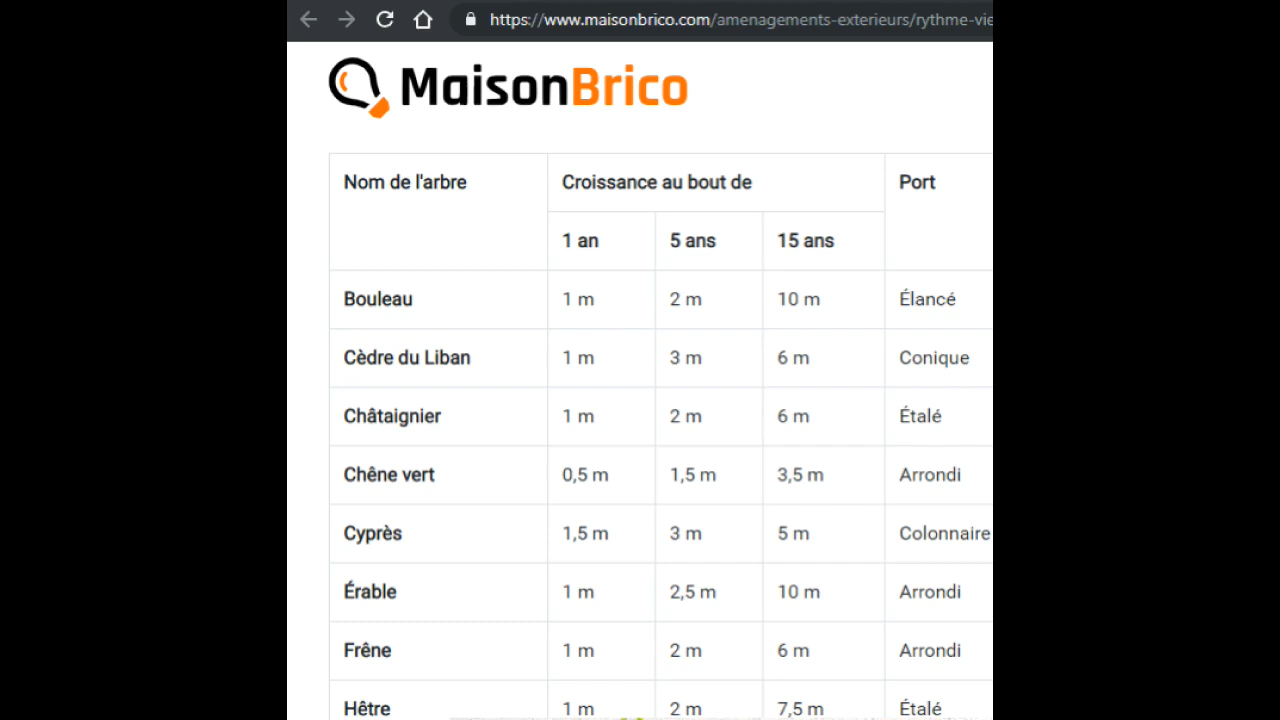 https://www.maisonbrico.com/amenagements-exterieurs/rythme-vie
MaisonBrico
Nom de l'arbre Croissance au bout de Port
1 an 5 ans 15 ans
Bouleau 1 m 2 m 10 m Élancé
Cèdre du Liban 1 m 3 m 6 m Conique
Châtaignier 1 m 2 m 6 m Étalé
Chêne vert 0,5 m 1,5 m 3,5 m Arrondi
Cyprès 1,5 m 3 m 5 m Colonnaire
Érable 1 m 2,5 m 10 m Arrondi
Frêne 1 m 2 m 6 m Arrondi
Hêtre 1 m 2 m 7,5 m Étalé